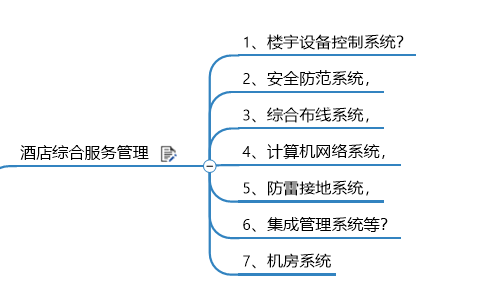 酒店综合服务管理
1、楼宇设备控制系统？
2、安全防范系统，
3、综合布线系统，
4、计算机网络系统，
5、防雷接地系统，
6、集成管理系统等？
7、机房系统